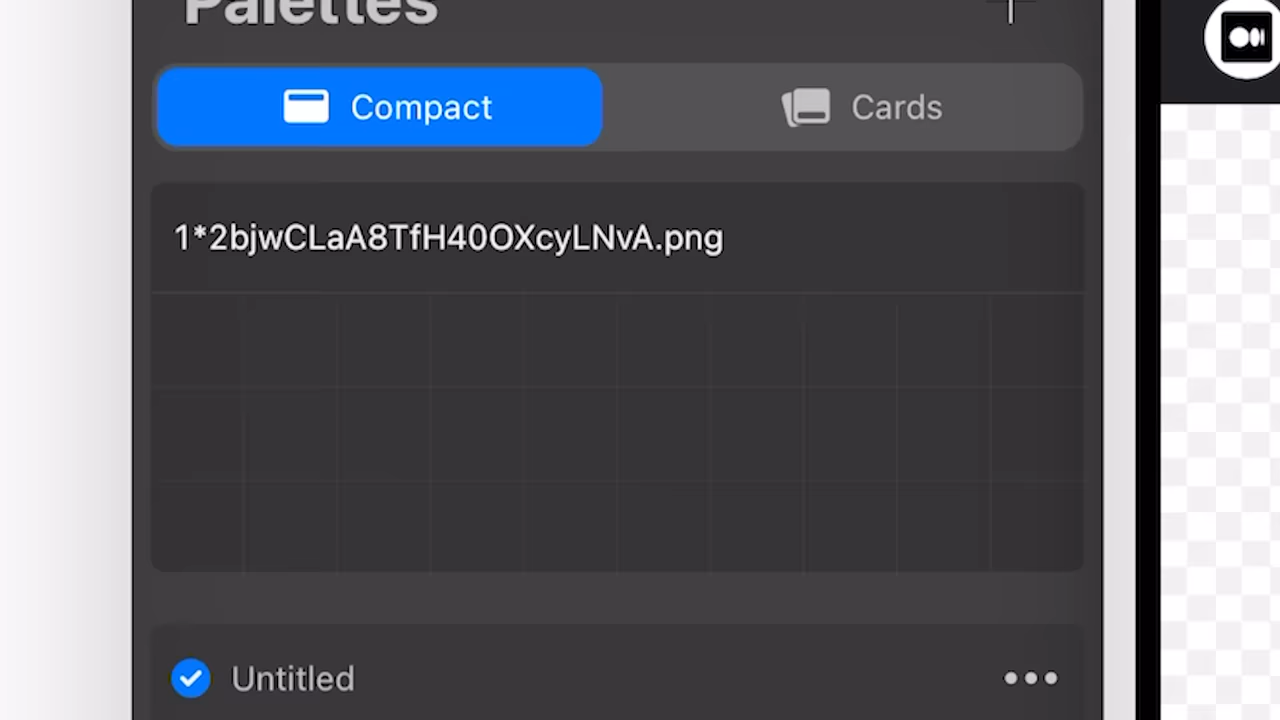 Palettes
Compact
Cards
1*2bjwCLaA8TfH40OXcyLNvA.png
Untitled